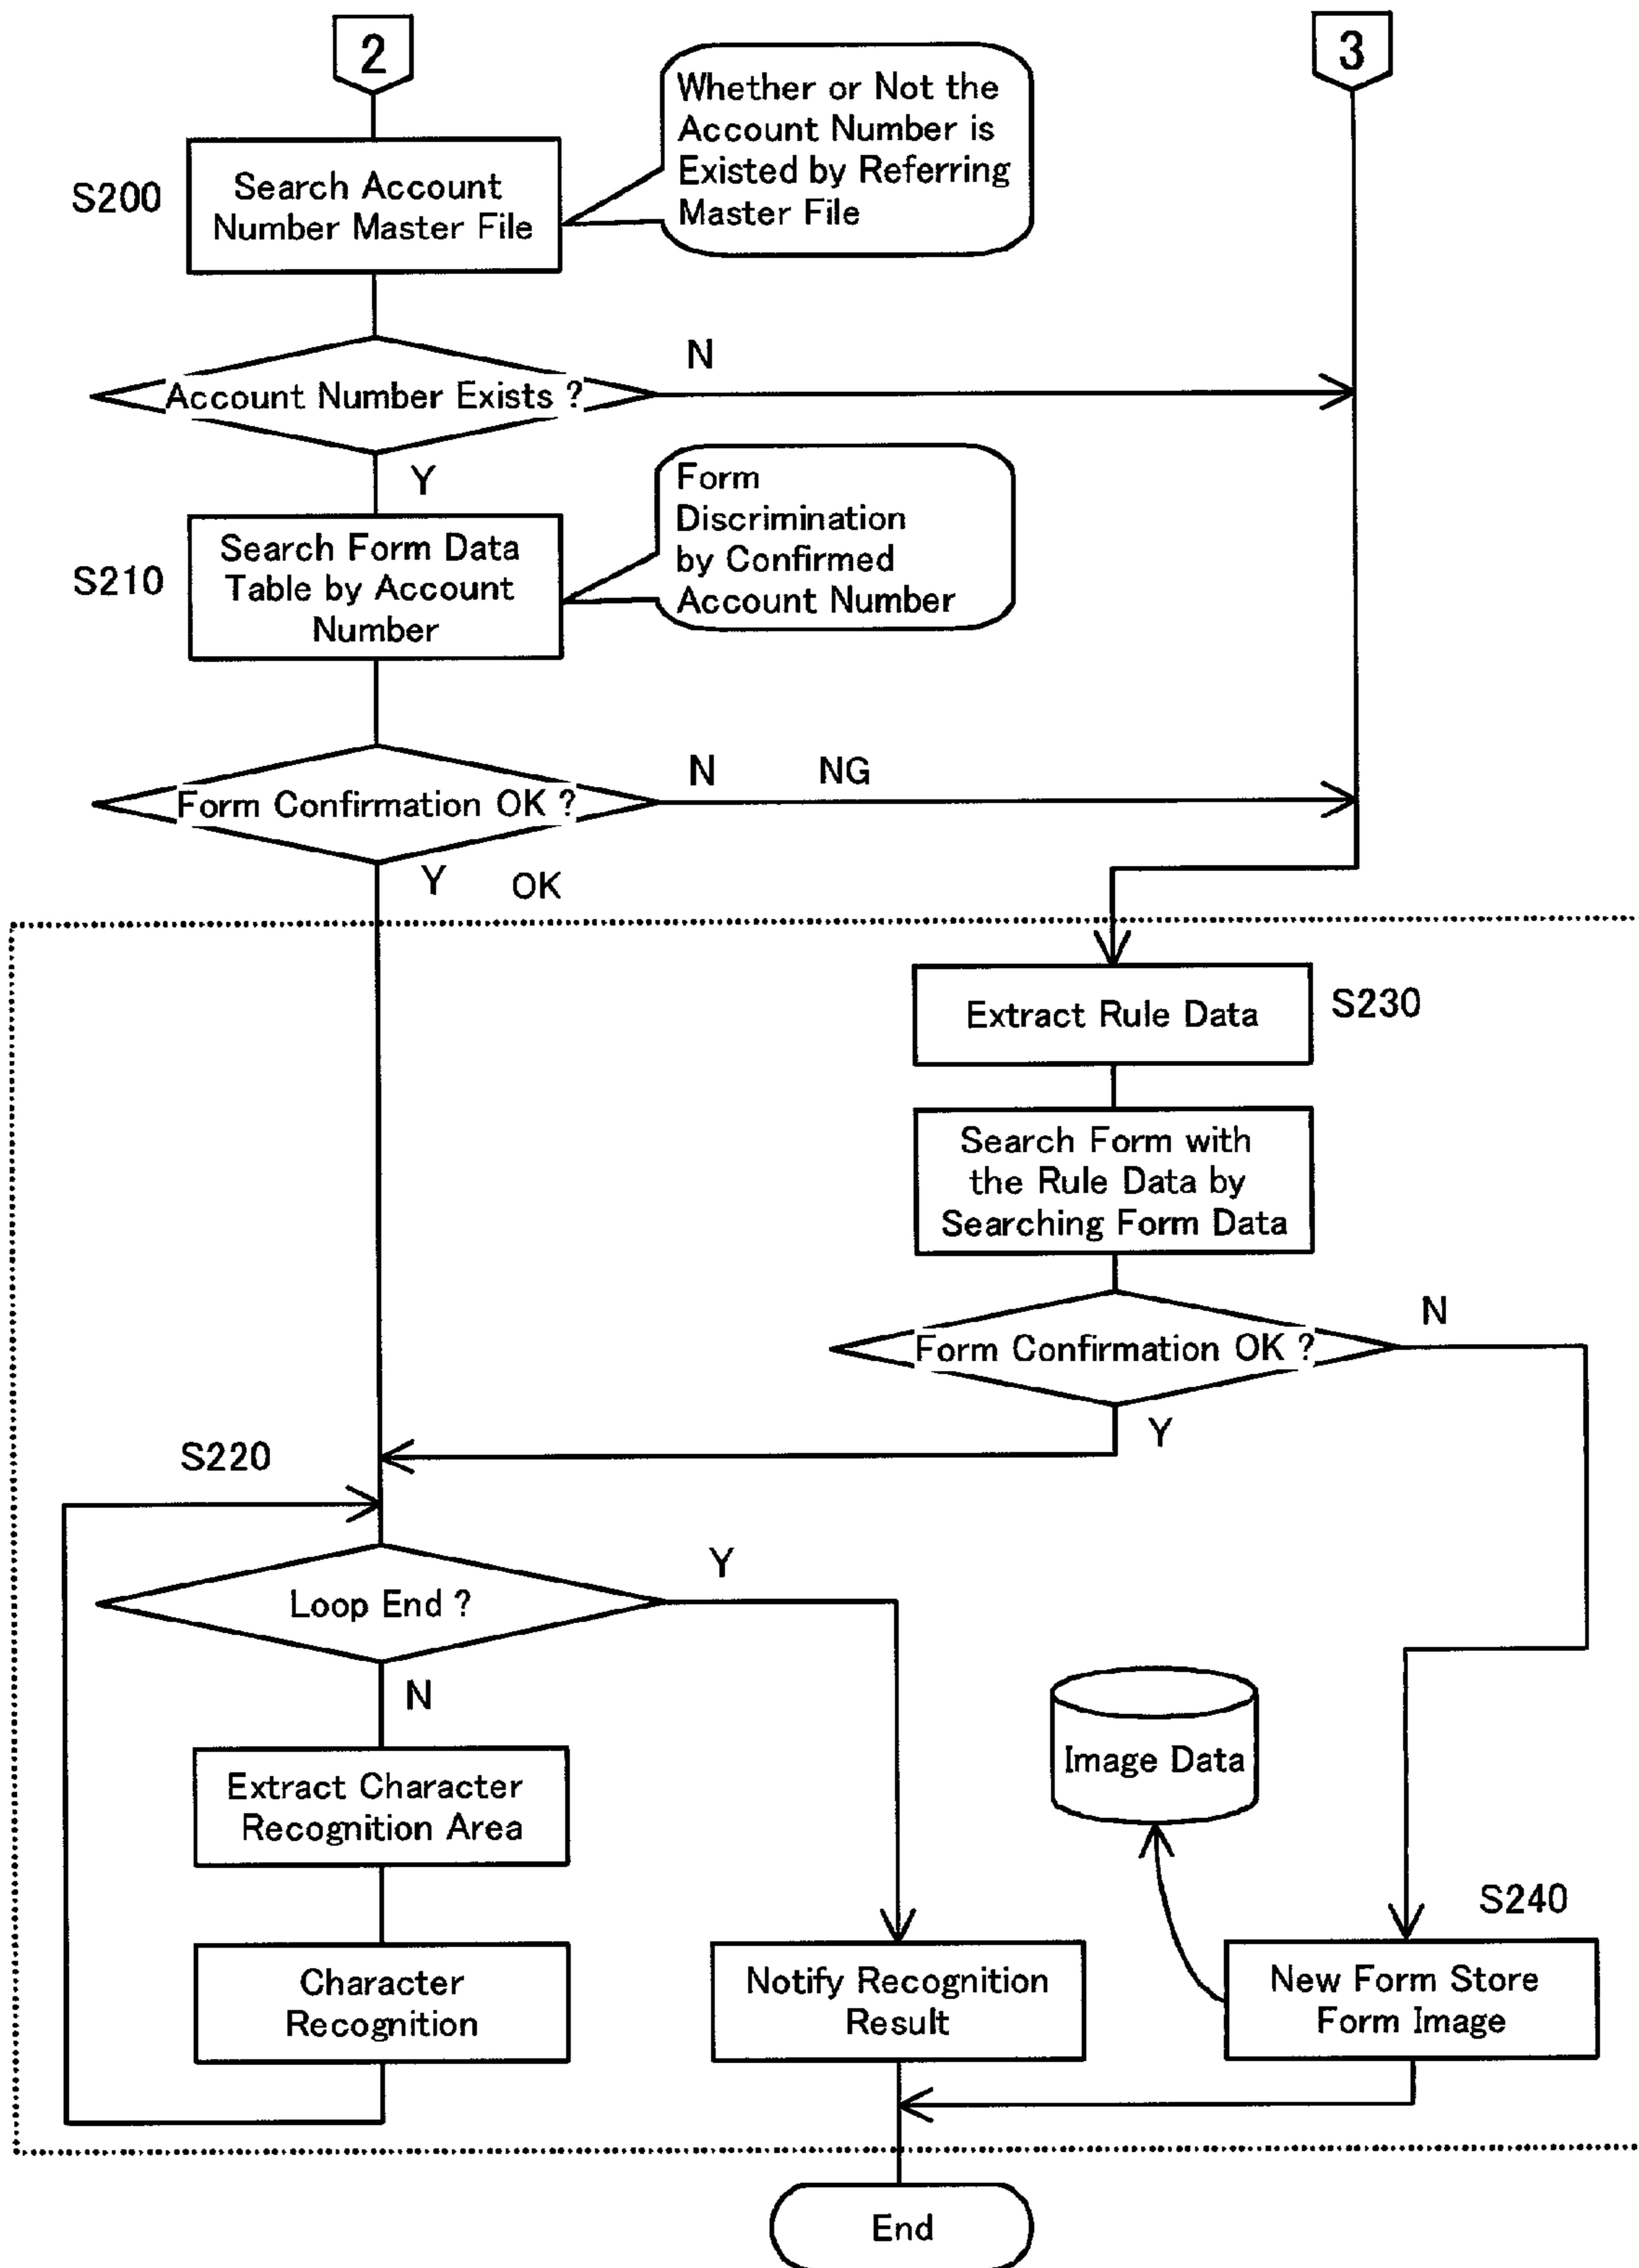 2
3
Whether or Not the
Account Number is
Existed by Referring
Master File
S200
Search Account
Number Master File
N
Account Number Exists ?
Y
Form
Discrimination
by Confirmed
Account Number
S210
Search Form Data
Table by Account
Number
N NG
Form Confirmation OK ?
Y OK
Extract Rule Data
S230
Search Form with
the Rule Data by
Searching Form Data
N
Form Confirmation OK ?
Y
S220
Y
Loop End ?
N
Image Data
Extract Character
Recognition Area
S240
Character
Recognition
Notify Recognition
Result
New Form Store
Form Image
End